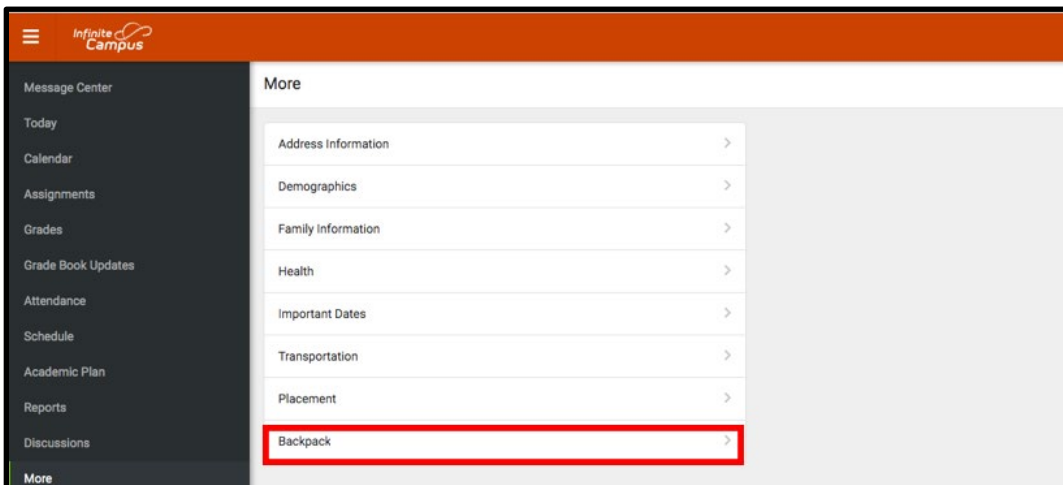 Infinite
Campus
Message Center
Today
Calendar
Assignments
Grades
Grade Book Updates
Attendance
Schedule
Academic Plan
Reports
Discussions
More
More
Address Information
Demographics
Family Information
Health
Important Dates
Transportation
Placement
Backpack